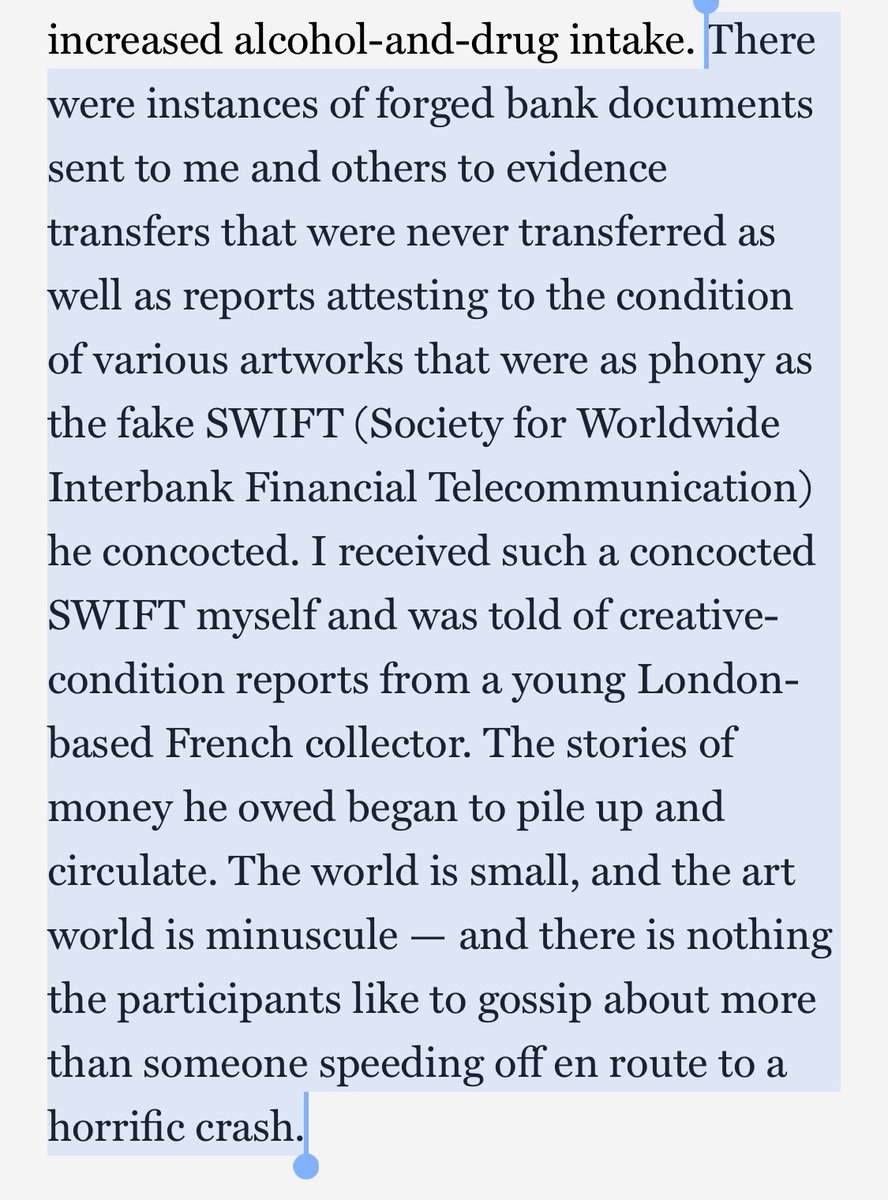 increased alcohol-and-drug intake. There
were instances of forged bank documents
sent to me and others to evidence
transfers that were never transferred as
well as reports attesting to the condition
of various artworks that were as phony as
the fake SWIFT (Society for Worldwide
Interbank Financial Telecommunication)
he concocted. I received such a concocted
SWIFT myself and was told of creative-
condition reports from a young London-
based French collector. The stories of
money he owed began to pile up and
circulate. The world is small, and the art
world is minuscule — and there is nothing
the participants like to gossip about more
than someone speeding off en route to a
horrific crash.